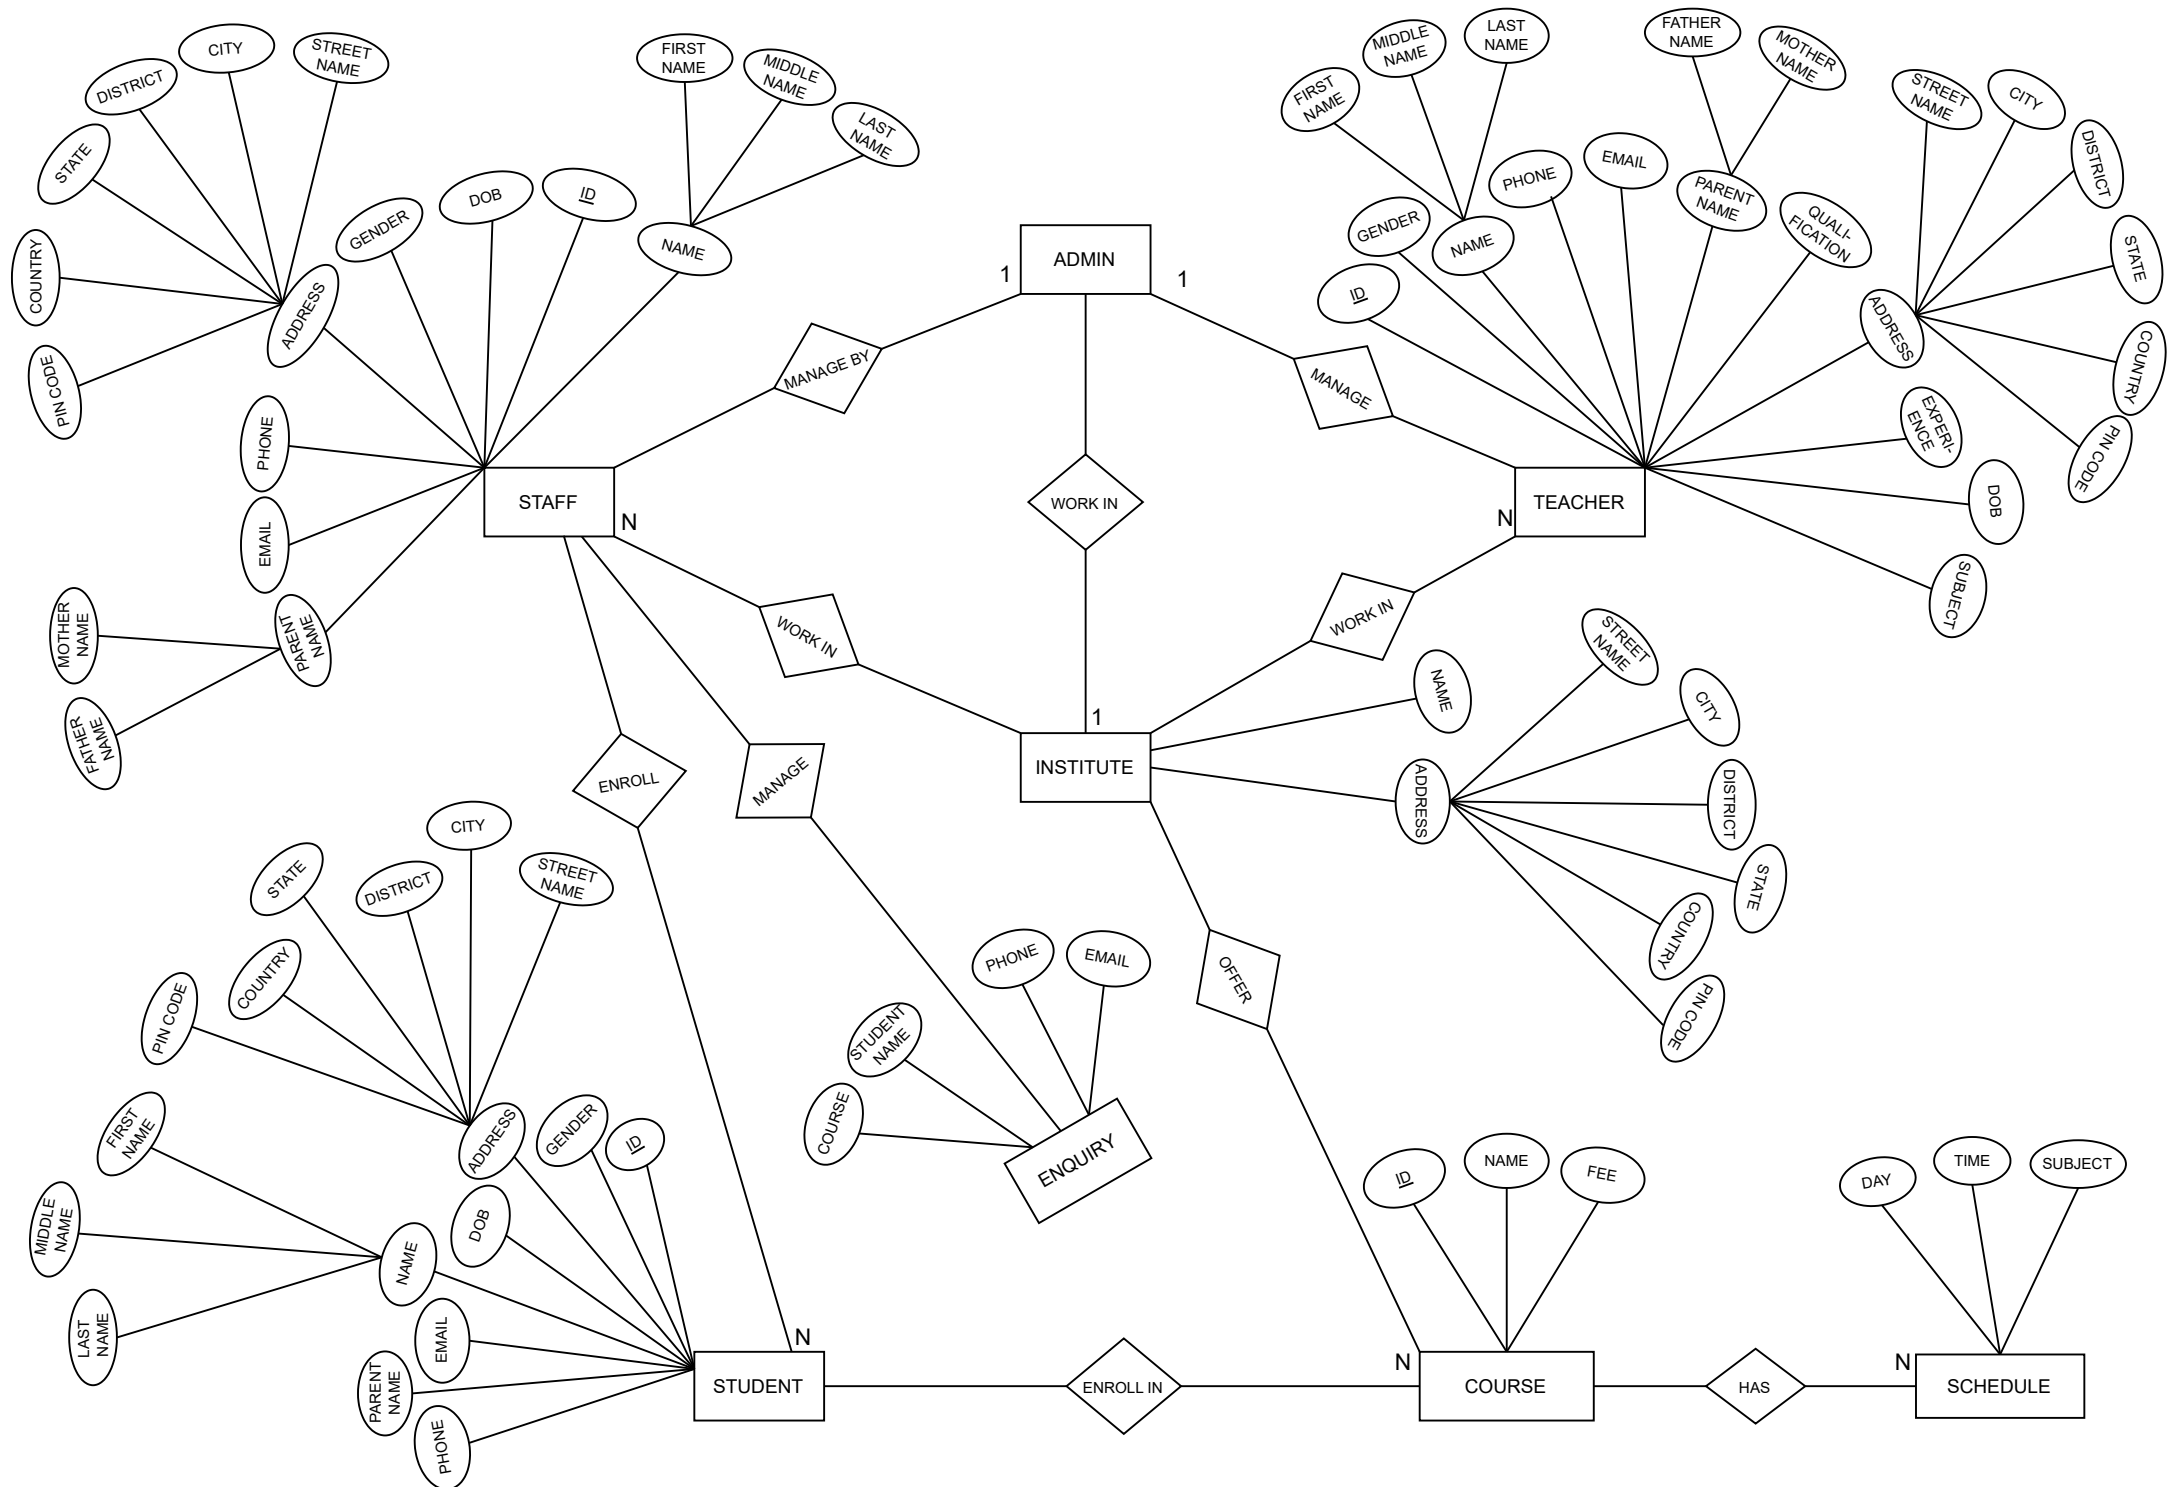 CITY
STREET
NAME
DISTRICT
STATE
COUNTRY
PIN CODE
ADDRESS
GENDER
DOB
ID
FIRST
NAME
MIDDLE
NAME
LAST
NAME
NAME
PHONE
EMAIL
PARENT
NAME
MOTHER
NAME
FATHER
NAME
STAFF
N
MANAGE BY
1
ADMIN
1
MANAGE
WORK IN
FIRST
NAME
MIDDLE
NAME
LAST
NAME
NAME
GENDER
ID
PHONE
EMAIL
FATHER
NAME
MOTHER
NAME
PARENT
NAME
QUALI-
FICATION
STREET
NAME
CITY
DISTRICT
STATE
COUNTRY
PIN CODE
ADDRESS
EXPERI-
ENCE
DOB
SUBJECT
N
TEACHER
WORK IN
WORK IN
1
INSTITUTE
NAME
ADDRESS
STREET
NAME
CITY
DISTRICT
STATE
COUNTRY
PIN CODE
ENROLL
MANAGE
OFFER
CITY
STATE
DISTRICT
STREET
NAME
COUNTRY
PIN CODE
ADDRESS
GENDER
ID
FIRST
NAME
MIDDLE
NAME
LAST
NAME
NAME
DOB
EMAIL
PARENT
NAME
PHONE
N
STUDENT
PHONE
EMAIL
STUDENT
NAME
COURSE
ENQUIRY
ENROLL IN
ID
NAME
FEE
N
COURSE
HAS
DAY
TIME
SUBJECT
N
SCHEDULE